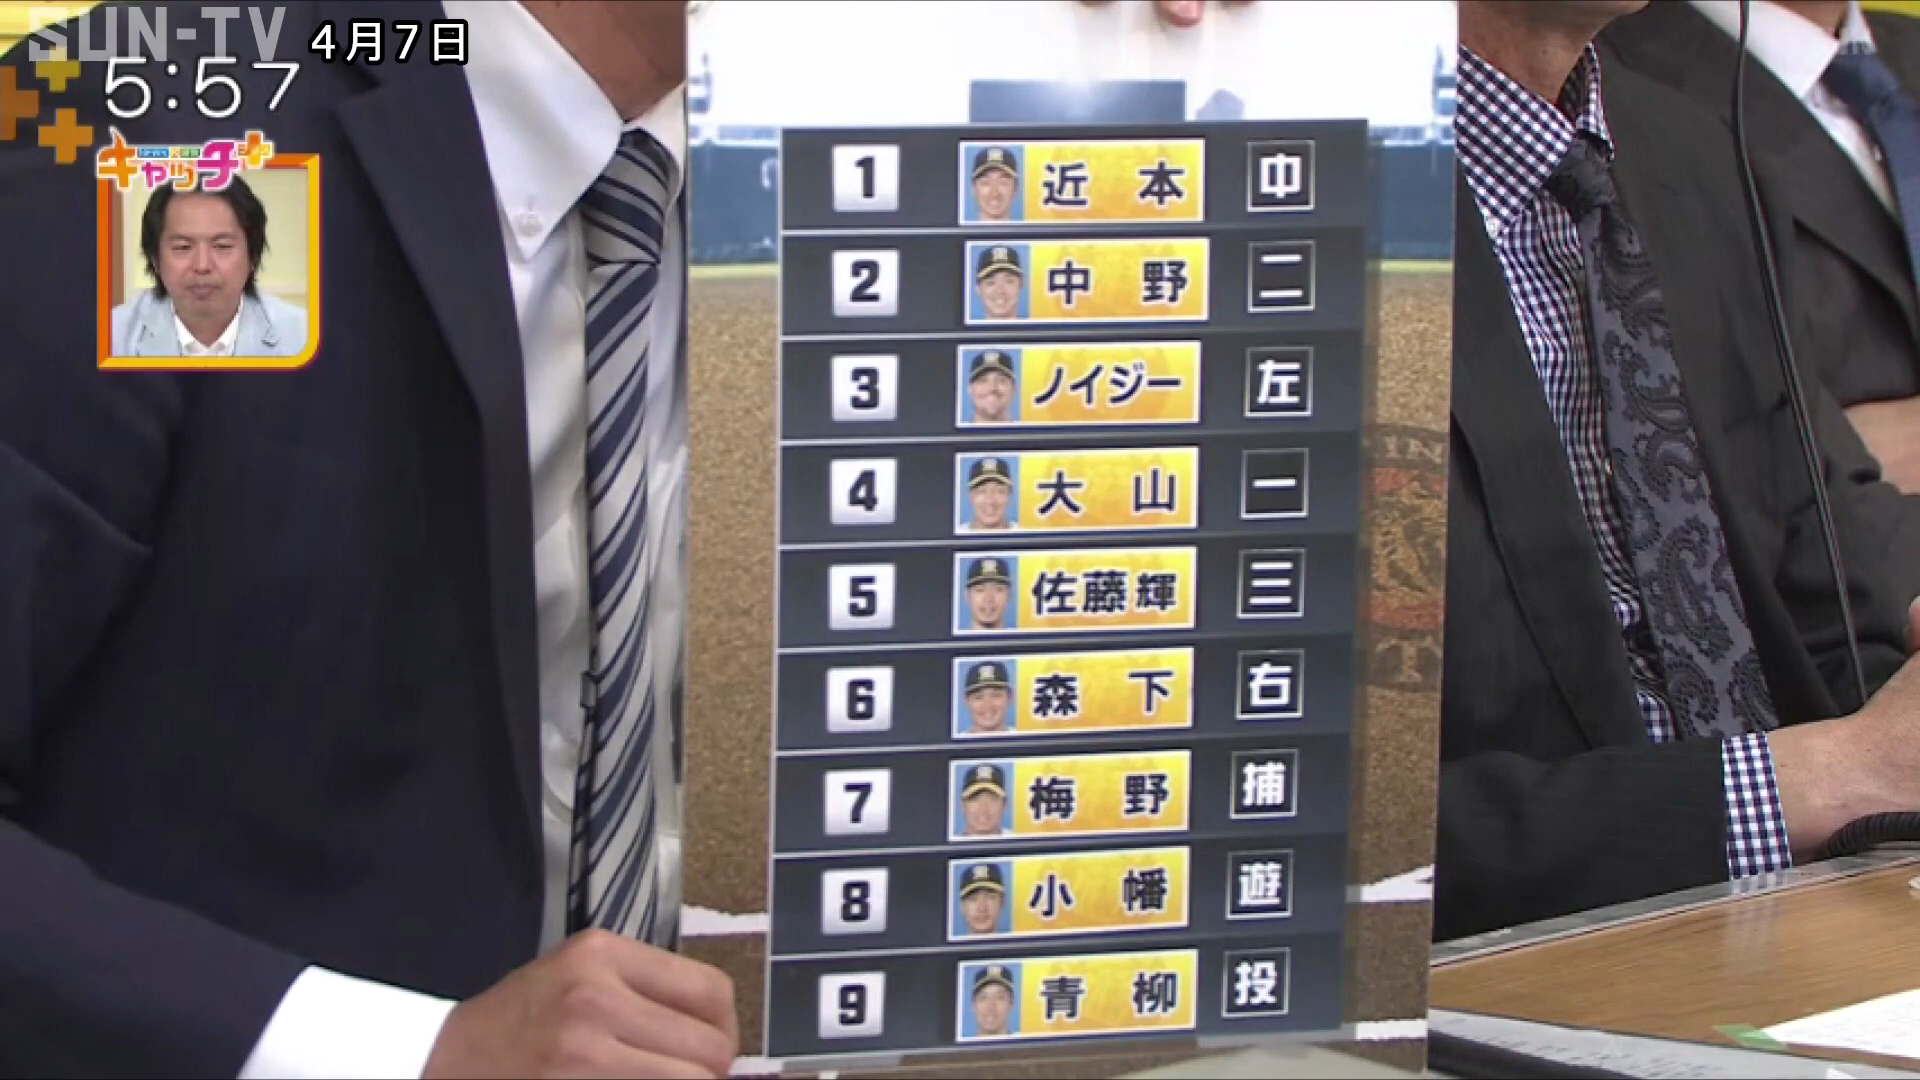 SUN-TV
4月7日
5:57
キャッチ+
1 近本 中
2 中野 二
3 ノイジー 左
4 大山 一
5 佐藤輝 三
6 森下 右
7 梅野 捕
8 小幡 遊
9 青柳 投